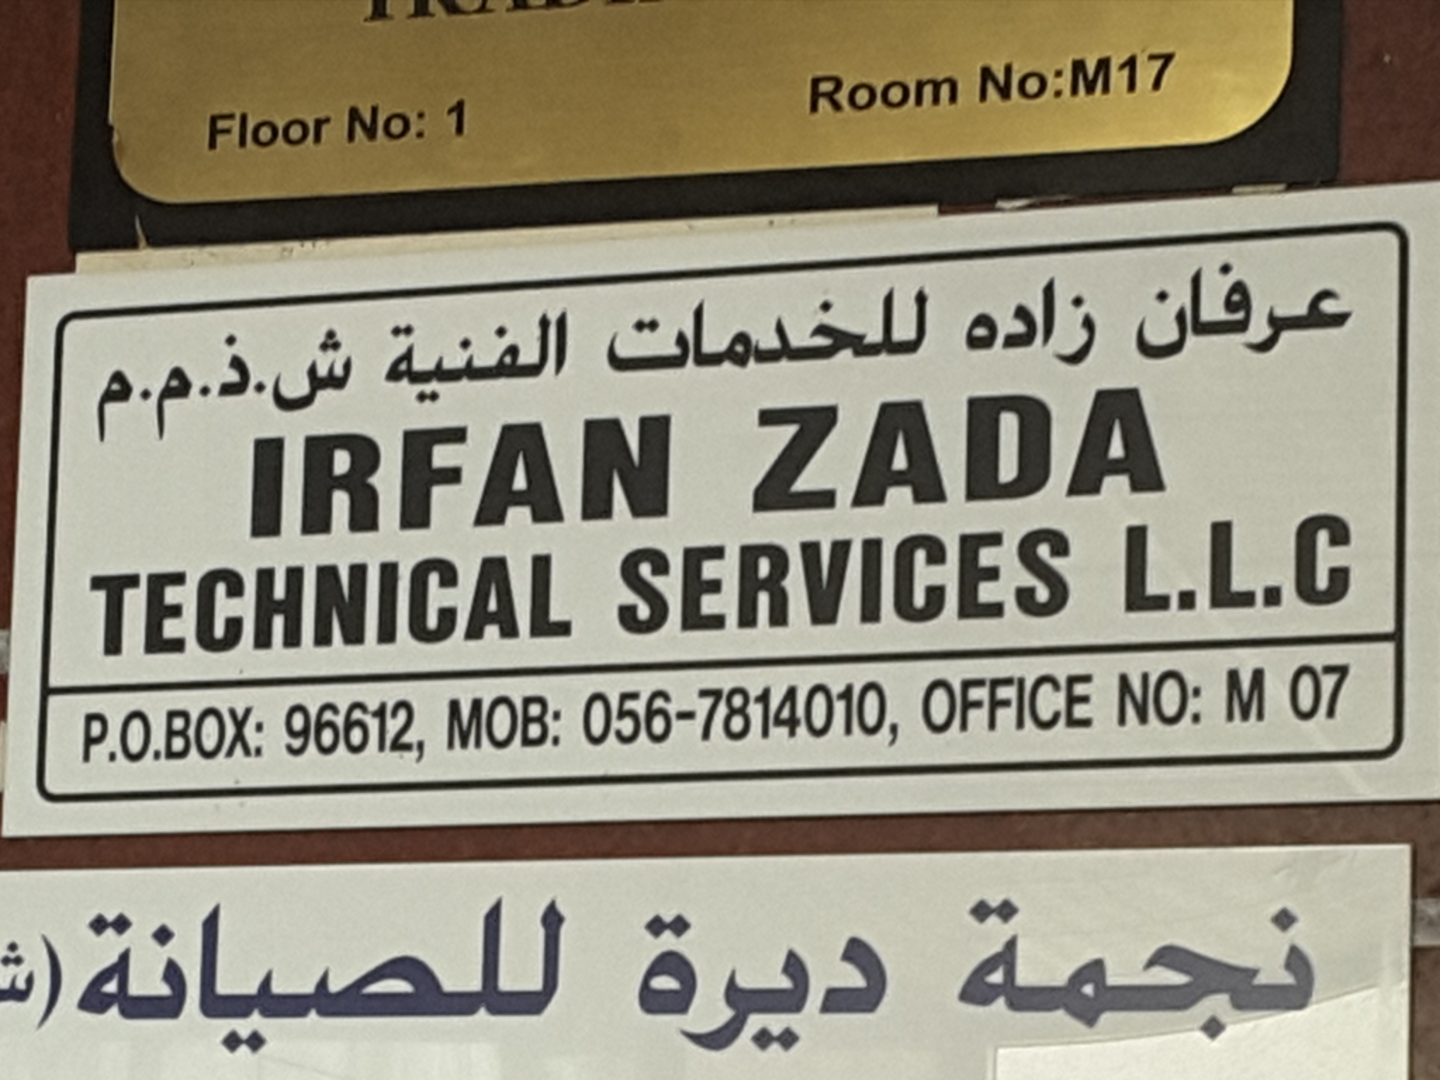 Floor No: 1 Room No:M17
عرفان زاده للخدمات الفنية ش.ذ.م.م
IRFAN ZADA
TECHNICAL SERVICES L.L.C
P.O.BOX: 96612, MOB: 056-7814010, OFFICE NO: M 07
نجمة ديرة للصيانة